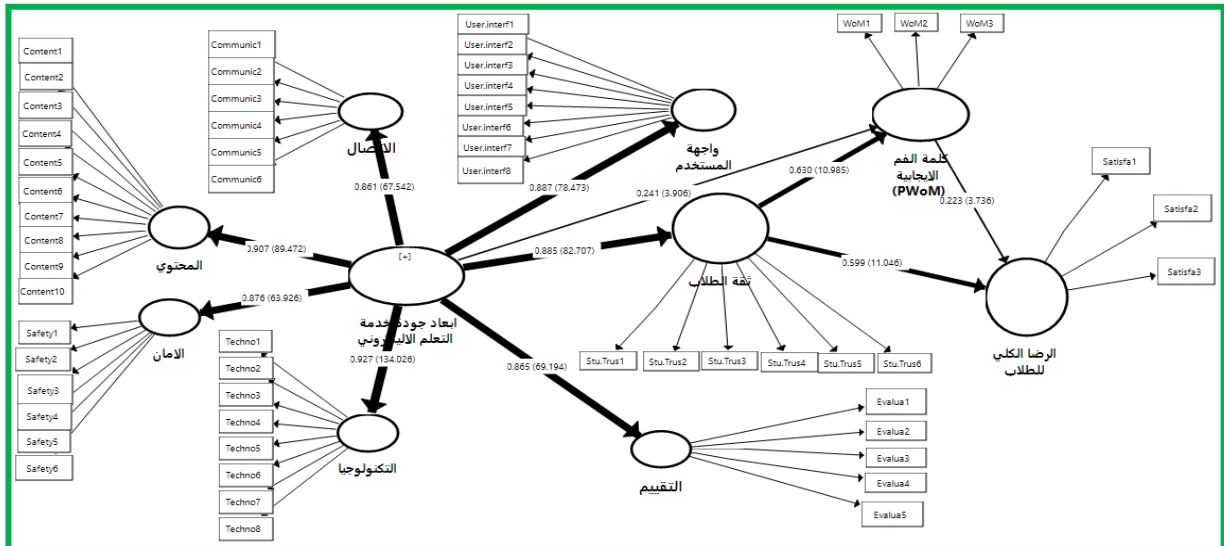 Content1
Content2
Content3
Content4
Content5
Content6
Content7
Content8
Content9
Content10
المحتوي
0.907 (89.472)
Communic1
Communic2
Communic3
Communic4
Communic5
Communic6
الاتصال
0.861 (67.542)
User.interf1
User.interf2
User.interf3
User.interf4
User.interf5
User.interf6
User.interf7
User.interf8
واجهة
المستخدم
0.887 (78.473)
WoM1
WoM2
WoM3
كلمة الفم
الايجابية
(PWoM)
0.630 (10.985)
0.241 (3.906)
0.223 (3.736)
Satisfa1
Satisfa2
Satisfa3
0.599 (11.046)
الرضا الكلي
للطلاب
0.885 (82.707)
ثقة الطلاب
Stu.Trus1
Stu.Trus2
Stu.Trus3
Stu.Trus4
Stu.Trus5
Stu.Trus6
[+]
ابعاد جودة خدمة
التعلم الاليكتروني
0.876 (63.926)
الامان
Safety1
Safety2
Safety3
Safety4
Safety5
Safety6
0.927 (134.026)
Techno1
Techno2
Techno3
Techno4
Techno5
Techno6
Techno7
Techno8
التكنولوجيا
0.865 (69.194)
التقييم
Evalua1
Evalua2
Evalua3
Evalua4
Evalua5